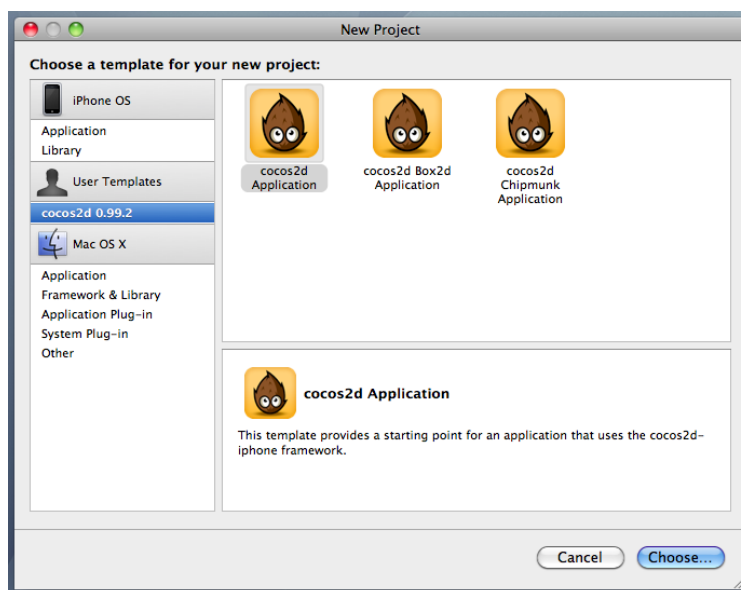 New Project
Choose a template for your new project:
iPhone OS
Application
Library
User Templates
cocos2d 0.99.2
Mac OS X
Application
Framework & Library
Application Plug-in
System Plug-in
Other
cocos2d
Application
cocos2d Box2d
Application
cocos2d
Chipmunk
Application
cocos2d Application
This template provides a starting point for an application that uses the cocos2d-
iphone framework.
Cancel
Choose...